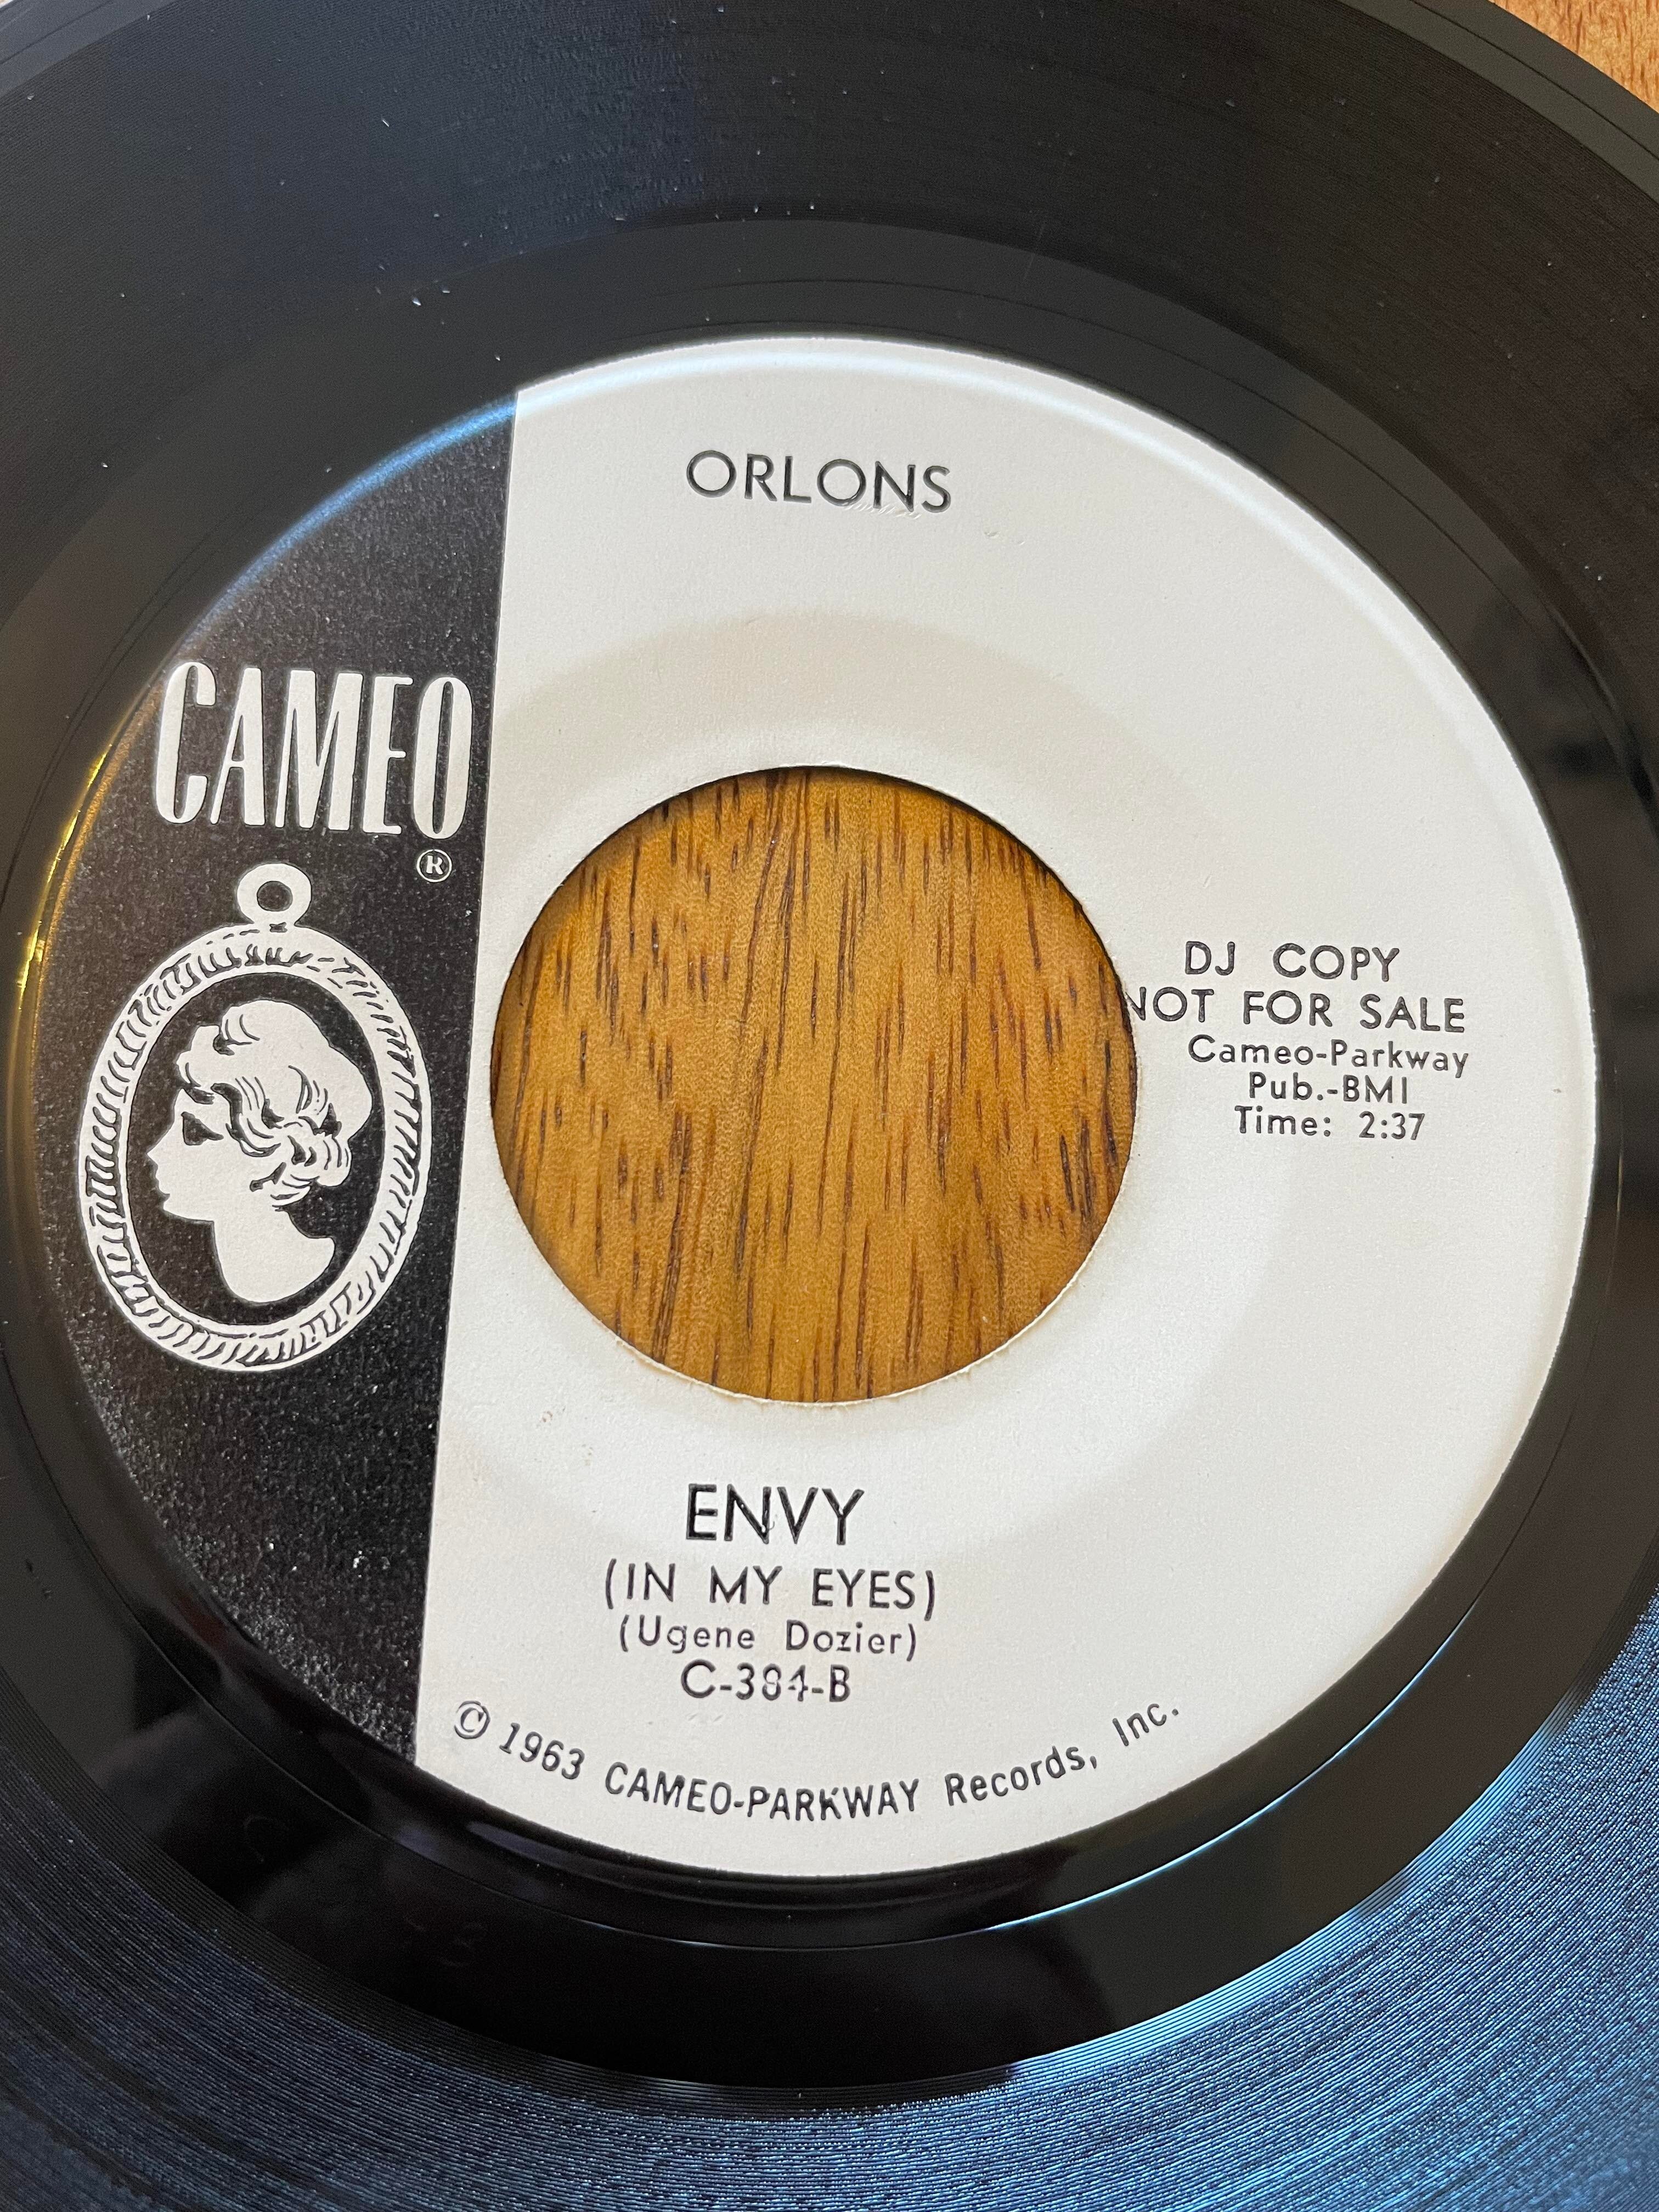 ORLONS
CAMEO
®
DJ COPY
NOT FOR SALE
Cameo-Parkway
Pub.-BMI
Time: 2:37
ENVY
(IN MY EYES)
(Ugene Dozier)
C-384-B
© 1963 CAMEO-PARKWAY Records, Inc.